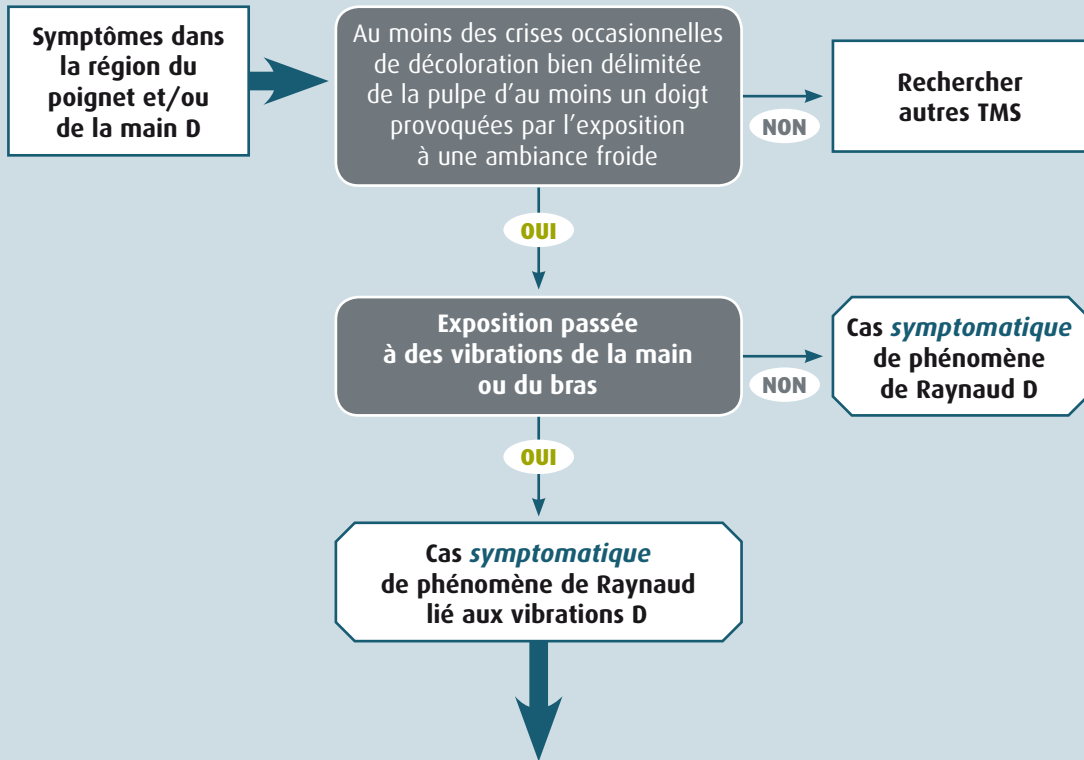 Symptômes dans
la région du
poignet et/ou
de la main D
Au moins des crises occasionnelles
de décoloration bien délimitée
de la pulpe d'au moins un doigt
provoquées par l'exposition
à une ambiance froide
NON
Rechercher
autres TMS
OUI
Exposition passée
à des vibrations de la main
ou du bras
NON
Cas symptomatique
de phénomène
de Raynaud D
OUI
Cas symptomatique
de phénomène de Raynaud
lié aux vibrations D